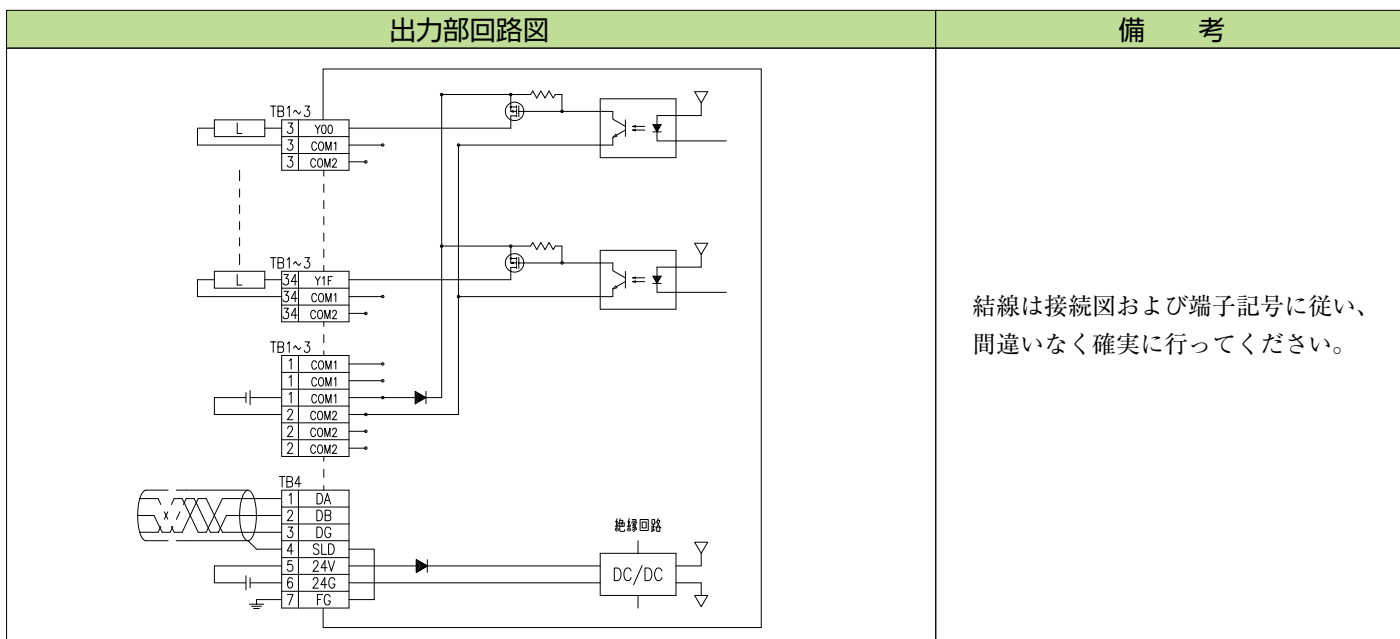 出力部回路図
備 考
TB1~3
L
3 Y00
3 COM1
3 COM2
TB1~3
L
34 Y1F
34 COM1
34 COM2
TB1~3
1 COM1
1 COM1
1 COM1
2 COM2
2 COM2
2 COM2
TB4
1 DA
2 DB
3 DG
4 SLD
5 24V
6 24G
7 FG
絶縁回路
DC/DC
結線は接続図および端子記号に従い、
間違いなく確実に行ってください。